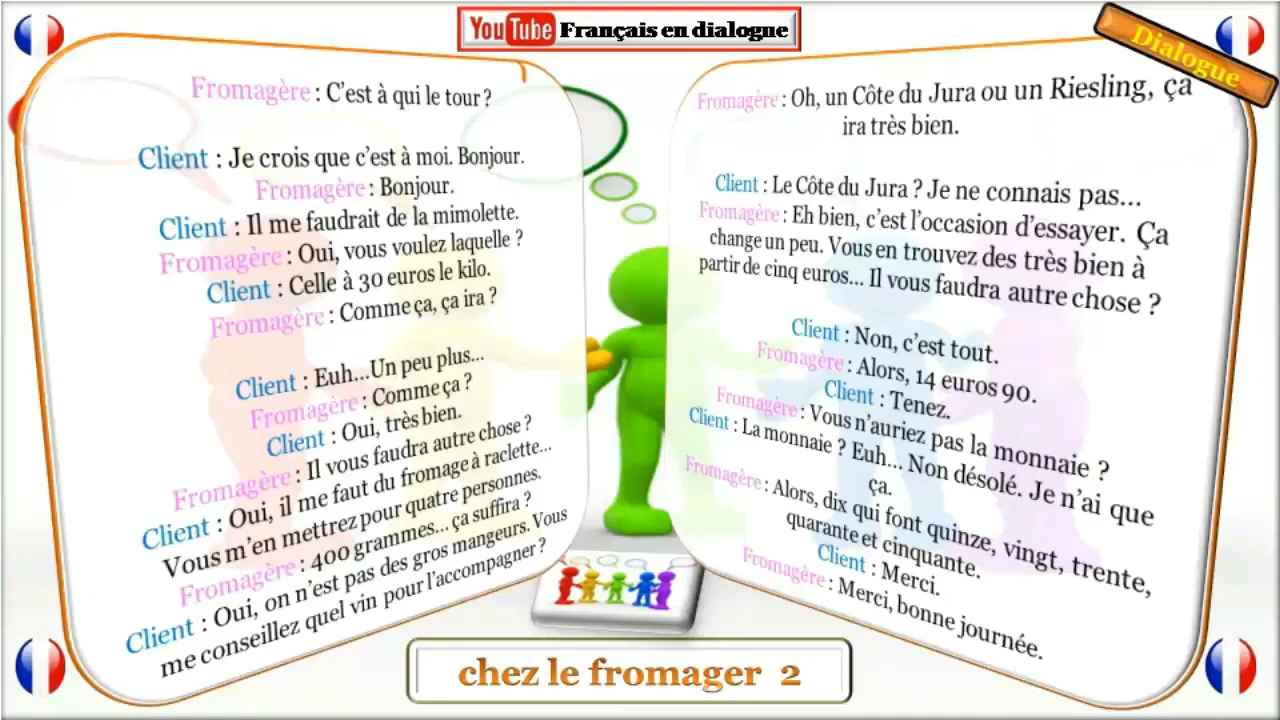 YouTube Français en dialogue
Dialogue
Fromagère : C'est à qui le tour ?
Client : Je crois que c'est à moi. Bonjour.
Fromagère : Bonjour.
Client : Il me faudrait de la mimolette.
Fromagère : Oui, vous voulez laquelle ?
Client : Celle à 30 euros le kilo.
Fromagère : Comme ça, ça ira ?
Client : Euh...Un peu plus...
Fromagère : Comme ça ?
Client : Oui, très bien.
Fromagère : Il vous faudra autre chose ?
Client : Oui, il me faut du fromage à raclette...
Vous m'en mettrez pour quatre personnes.
Fromagère : 400 grammes... ça suffira ?
Client : Oui, on n'est pas des gros mangeurs. Vous
me conseillez quel vin pour l'accompagner ?
Fromagère : Oh, un Côte du Jura ou un Riesling, ça
ira très bien.
Client : Le Côte du Jura ? Je ne connais pas...
Fromagère : Eh bien, c'est l'occasion d'essayer. Ça
change un peu. Vous en trouvez des très bien à
partir de cinq euros... Il vous faudra autre chose ?
Client : Non, c'est tout.
Fromagère : Alors, 14 euros 90.
Client : Tenez.
Fromagère : Vous n'auriez pas la monnaie ?
Client : La monnaie ? Euh... Non désolé. Je n'ai que
ça.
Fromagère : Alors, dix qui font quinze, vingt, trente,
quarante et cinquante.
Client : Merci.
Fromagère : Merci, bonne journée.
chez le fromager 2